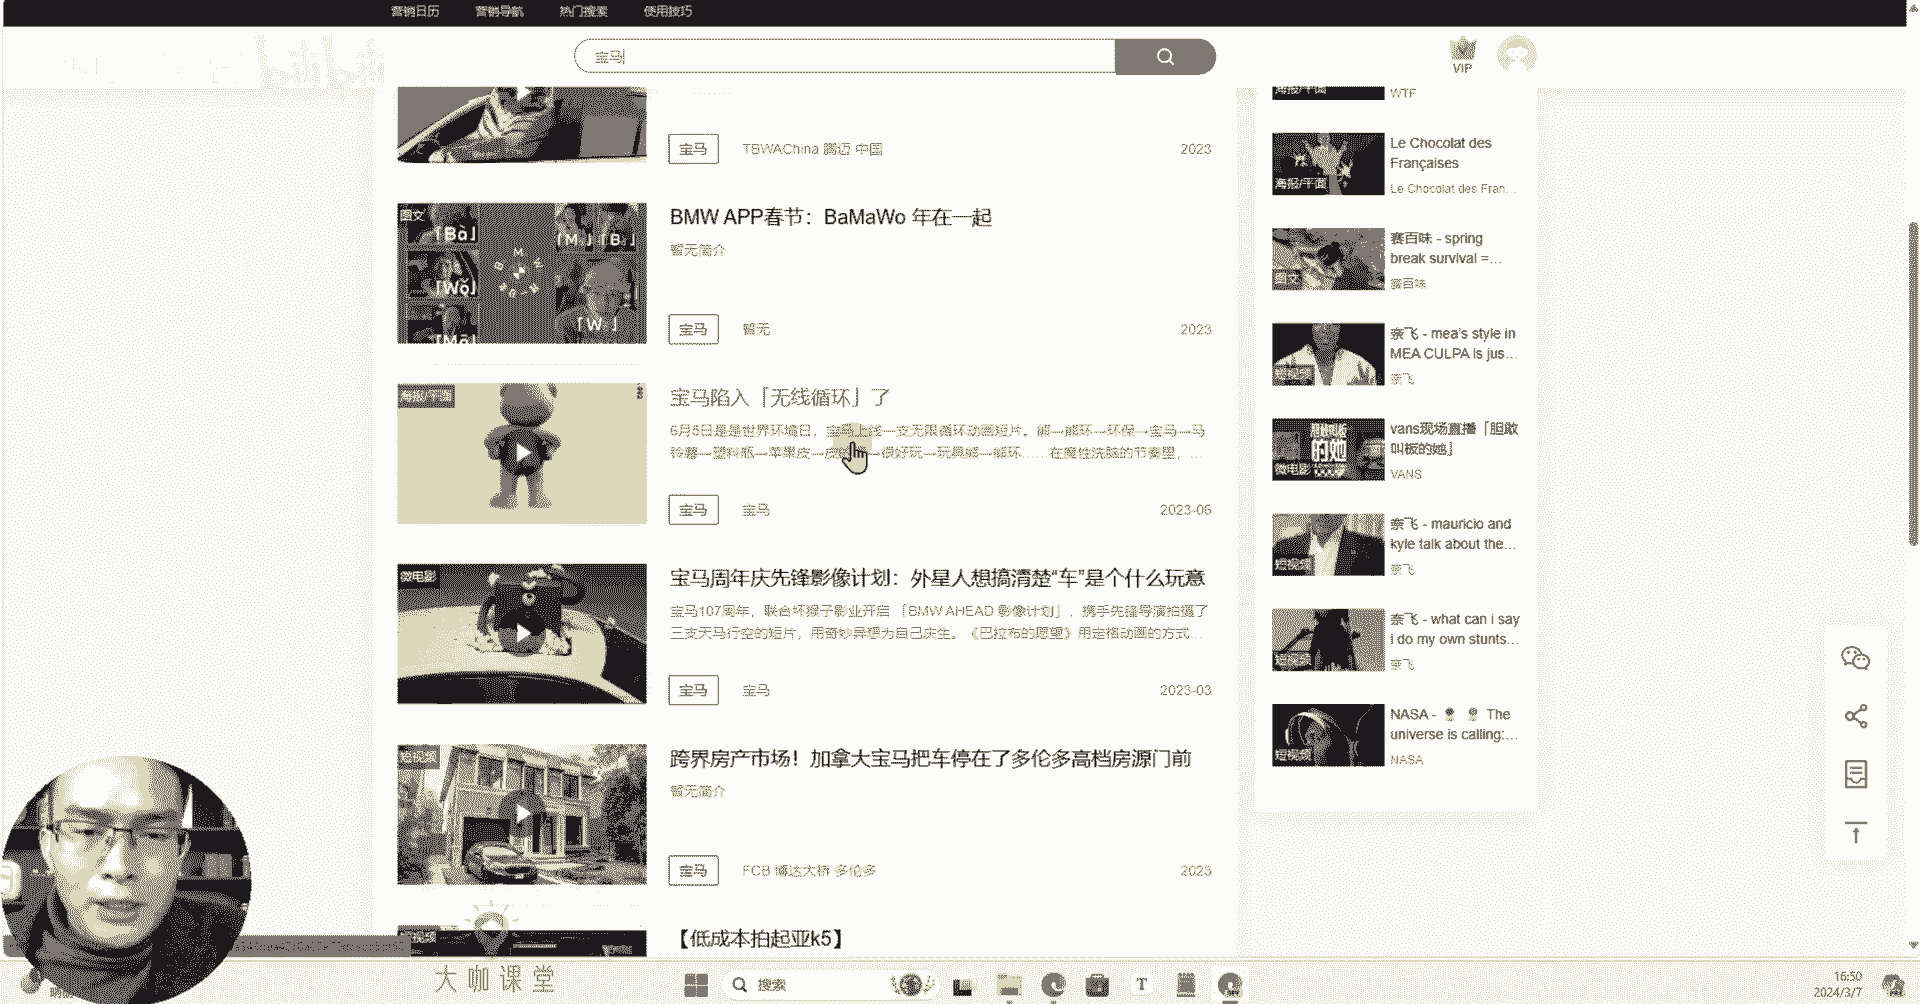 营销日历 营销导航 热门搜索 使用技巧
宝马
VIP
宝马 TBWAChina 腾迈 中国 2023
图文
「Bà」
「Wǒ」
BMW APP春节：BaMaWo 年在一起
暂无简介
宝马 暂无 2023
海报/平面
宝马陷入「无线循环」了
6月5日是是世界环境日，宝马上线一支无限循环动画短片。熊→熊环→环保→宝马→马
铃薯→塑料瓶→苹果皮→皮 →很好玩→玩具熊→熊环……在魔性洗脑的节奏里，...
宝马 宝马 2023-06
微电影
宝马周年庆先锋影像计划：外星人想搞清楚“车”是个什么玩意
宝马107周年，联合坏猴子影业开启「BMW AHEAD 影像计划」，携手先锋导演拍摄了
三支天马行空的短片，用奇妙异想为自己庆生。《巴拉布的愿望》用定格动画的方式...
宝马 宝马 2023-03
短视频
跨界房产市场！加拿大宝马把车停在了多伦多高档房源门前
暂无简介
宝马 FCB 博达大桥 多伦多 2023
【低成本拍起亚k5】
海报/平面
WTF
海报/平面
Le Chocolat des
Françaises
Le Chocolat des Fran...
图文
赛百味 - spring
break survival =...
赛百味
短视频
奈飞 - mea's style in
MEA CULPA is jus...
奈飞
微电影
vans现场直播「胆敢
叫板的她」
VANS
短视频
奈飞 - mauricio and
kyle talk about the...
奈飞
短视频
奈飞 - what can i say
i do my own stunts...
奈飞
短视频
NASA - The
universe is calling:...
NASA
大咖课堂
搜索
16:50
2024/3/7